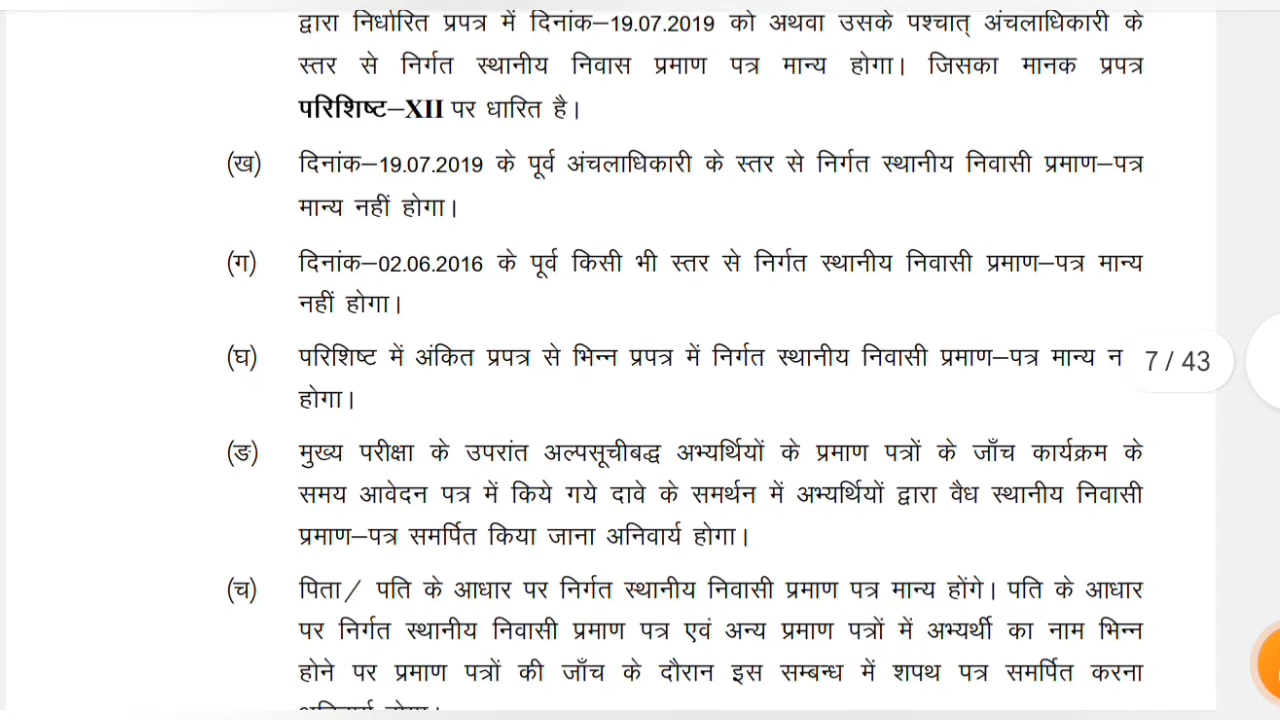 द्वारा निर्धारित प्रपत्र में दिनांक–19.07.2019 को अथवा उसके पश्चात् अंचलाधिकारी के
स्तर से निर्गत स्थानीय निवास प्रमाण पत्र मान्य होगा। जिसका मानक प्रपत्र
परिशिष्ट–XII पर धारित है।
(ख) दिनांक–19.07.2019 के पूर्व अंचलाधिकारी के स्तर से निर्गत स्थानीय निवासी प्रमाण–पत्र
मान्य नहीं होगा।
(ग) दिनांक–02.06.2016 के पूर्व किसी भी स्तर से निर्गत स्थानीय निवासी प्रमाण–पत्र मान्य
नहीं होगा।
(घ) परिशिष्ट में अंकित प्रपत्र से भिन्न प्रपत्र में निर्गत स्थानीय निवासी प्रमाण–पत्र मान्य
होगा।
7 / 43
(ङ) मुख्य परीक्षा के उपरांत अल्पसूचीबद्ध अभ्यर्थियों के प्रमाण पत्रों के जाँच कार्यक्रम के
समय आवेदन पत्र में किये गये दावे के समर्थन में अभ्यर्थियों द्वारा वैध स्थानीय निवासी
प्रमाण–पत्र समर्पित किया जाना अनिवार्य होगा।
(च) पिता/ पति के आधार पर निर्गत स्थानीय निवासी प्रमाण पत्र मान्य होंगे। पति के आधार
पर निर्गत स्थानीय निवासी प्रमाण पत्र एवं अन्य प्रमाण पत्रों में अभ्यर्थी का नाम भिन्न
होने पर प्रमाण पत्रों की जाँच के दौरान इस सम्बन्ध में शपथ पत्र समर्पित करना